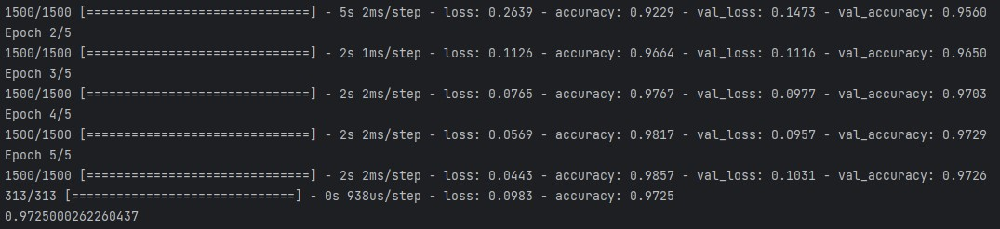 1500/1500 [==============================] - 5s 2ms/step - loss: 0.2639 - accuracy: 0.9229 - val_loss: 0.1473 - val_accuracy: 0.9560
Epoch 2/5
1500/1500 [==============================] - 2s 1ms/step - loss: 0.1126 - accuracy: 0.9664 - val_loss: 0.1116 - val_accuracy: 0.9650
Epoch 3/5
1500/1500 [==============================] - 2s 2ms/step - loss: 0.0765 - accuracy: 0.9767 - val_loss: 0.0977 - val_accuracy: 0.9703
Epoch 4/5
1500/1500 [==============================] - 2s 2ms/step - loss: 0.0569 - accuracy: 0.9817 - val_loss: 0.0957 - val_accuracy: 0.9729
Epoch 5/5
1500/1500 [==============================] - 2s 2ms/step - loss: 0.0443 - accuracy: 0.9857 - val_loss: 0.1031 - val_accuracy: 0.9726
313/313 [==============================] - 0s 938us/step - loss: 0.0983 - accuracy: 0.9725
0.9725000262260437